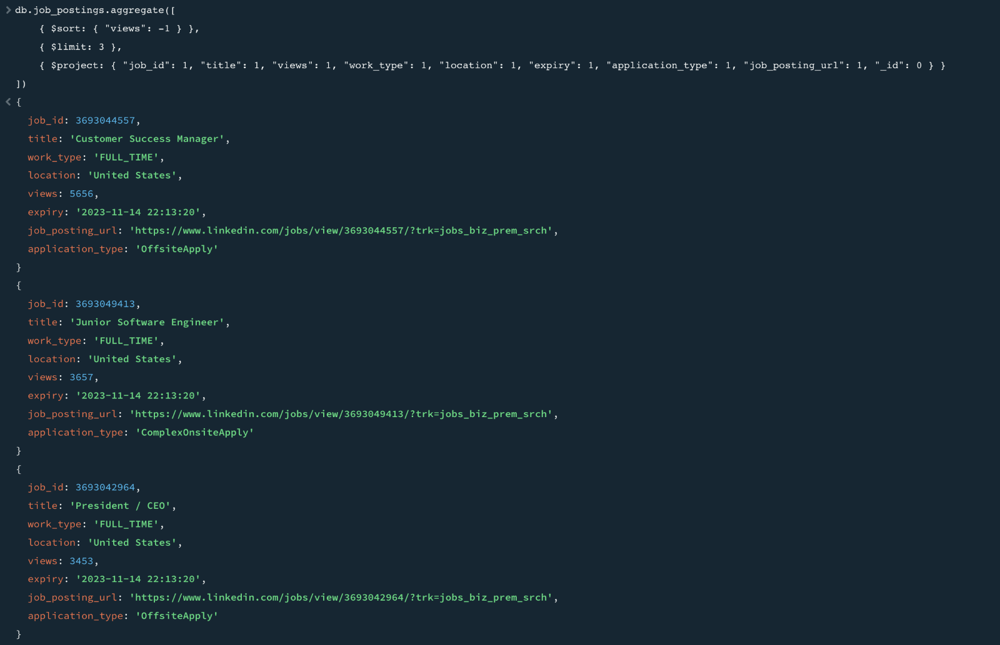 db.job_postings.aggregate([
{ $sort: { "views": -1 } },
{ $limit: 3 },
{ $project: { "job_id": 1, "title": 1, "views": 1, "work_type": 1, "location": 1, "expiry": 1, "application_type": 1, "job_posting_url": 1, "_id": 0 } }
])
{
job_id: 3693044557,
title: 'Customer Success Manager',
work_type: 'FULL_TIME',
location: 'United States',
views: 5656,
expiry: '2023-11-14 22:13:20',
job_posting_url: 'https://www.linkedin.com/jobs/view/3693044557/?trk=jobs_biz_prem_srch',
application_type: 'OffsiteApply'
}
{
job_id: 3693049413,
title: 'Junior Software Engineer',
work_type: 'FULL_TIME',
location: 'United States',
views: 3657,
expiry: '2023-11-14 22:13:20',
job_posting_url: 'https://www.linkedin.com/jobs/view/3693049413/?trk=jobs_biz_prem_srch',
application_type: 'ComplexOnsiteApply'
}
{
job_id: 3693042964,
title: 'President / CEO',
work_type: 'FULL_TIME',
location: 'United States',
views: 3453,
expiry: '2023-11-14 22:13:20',
job_posting_url: 'https://www.linkedin.com/jobs/view/3693042964/?trk=jobs_biz_prem_srch',
application_type: 'OffsiteApply'
}